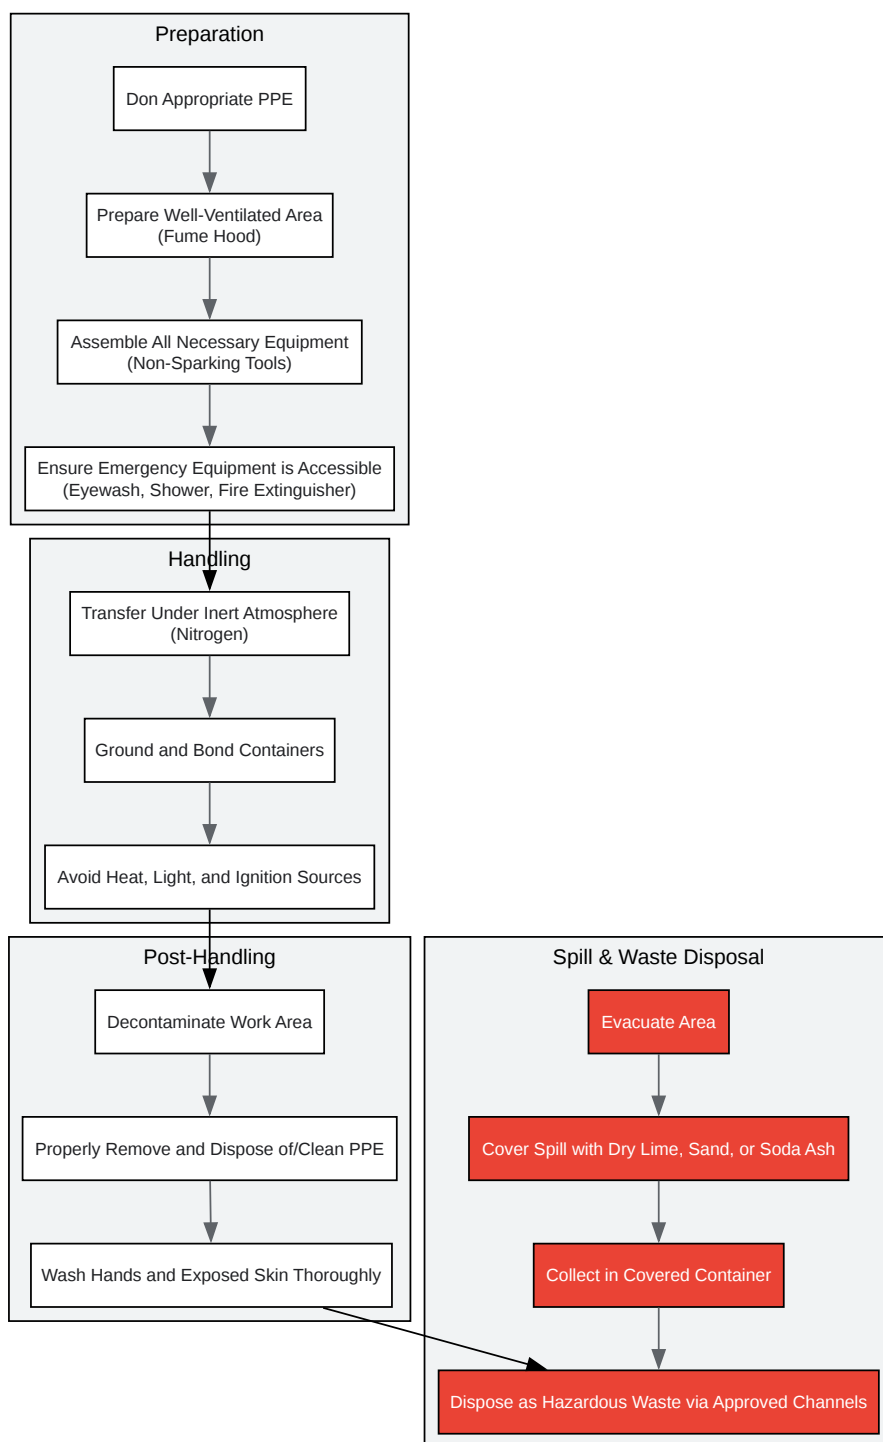 Preparation
Don Appropriate PPE
Prepare Well-Ventilated Area
(Fume Hood)
Assemble All Necessary Equipment
(Non-Sparking Tools)
Ensure Emergency Equipment is Accessible
(Eyewash, Shower, Fire Extinguisher)
Handling
Transfer Under Inert Atmosphere
(Nitrogen)
Ground and Bond Containers
Avoid Heat, Light, and Ignition Sources
Post-Handling
Decontaminate Work Area
Properly Remove and Dispose of/Clean PPE
Wash Hands and Exposed Skin Thoroughly
Spill & Waste Disposal
Evacuate Area
Cover Spill with Dry Lime, Sand, or Soda Ash
Collect in Covered Container
Dispose as Hazardous Waste via Approved Channels